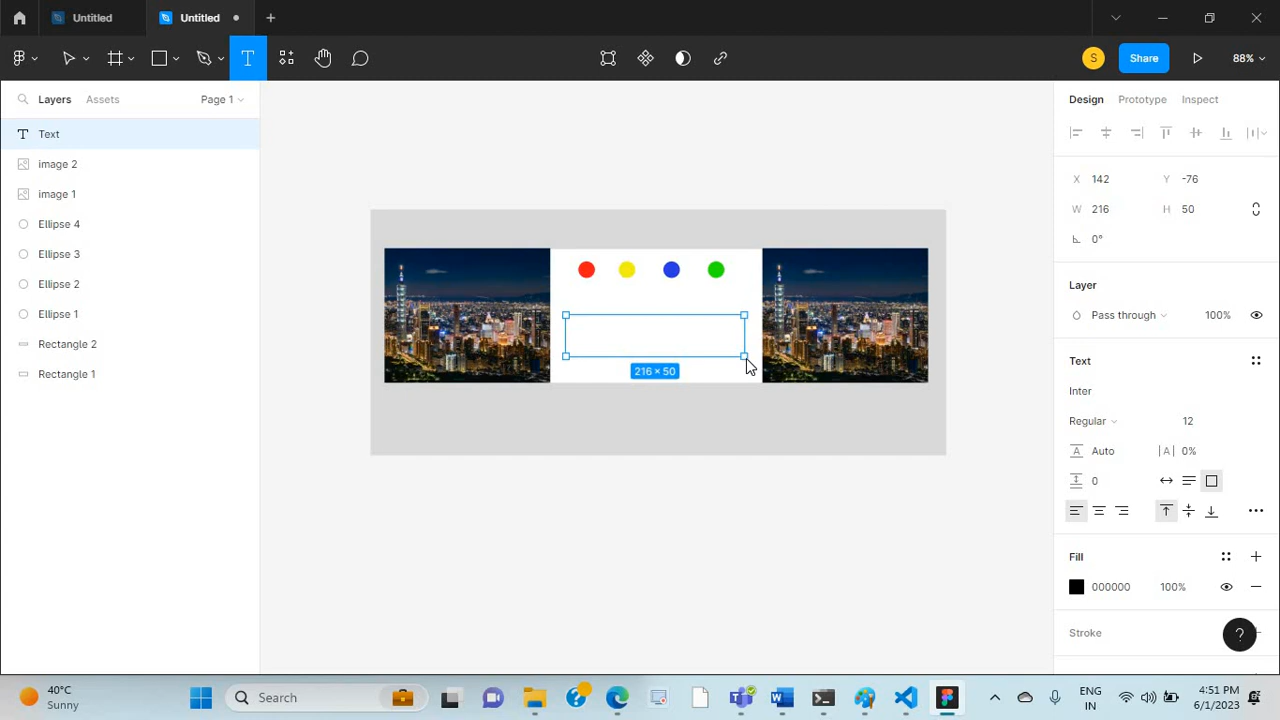 Untitled
Untitled
Share
88%
Layers
Assets
Page 1
Text
image 2
image 1
Ellipse 4
Ellipse 3
Ellipse 2
Ellipse 1
Rectangle 2
Rectangle 1
216 × 50
Design
Prototype
Inspect
X 142
Y -76
W 216
H 50
0°
Layer
Pass through
100%
Text
Inter
Regular
12
Auto
|A| 0%
0
Fill
000000
100%
Stroke
?
40°C
Sunny
Search
ENG
IN
4:51 PM
6/1/2023